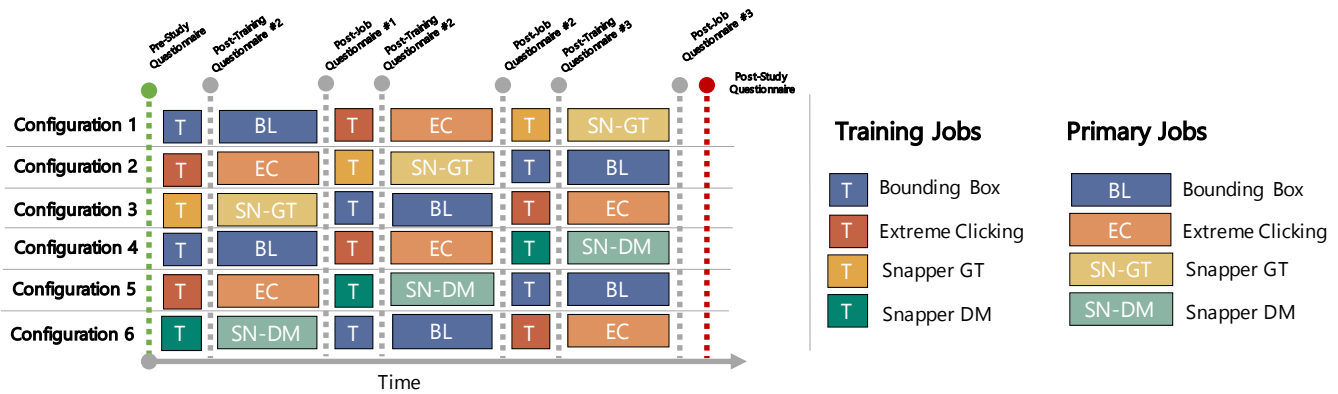 Pre-Study
Questionnaire
Post-Training
Questionnaire #2
Post-Job
Questionnaire #1
Post-Training
Questionnaire #2
Post-Job
Questionnaire #2
Post-Training
Questionnaire #3
Post-Job
Questionnaire #3
Post-Study
Questionnaire
Configuration 1 T BL T EC T SN-GT
Configuration 2 T EC T SN-GT T BL
Configuration 3 T SN-GT T BL T EC
Configuration 4 T BL T EC T SN-DM
Configuration 5 T EC T SN-DM T BL
Configuration 6 T SN-DM T BL T EC
Time
Training Jobs
T Bounding Box
T Extreme Clicking
T Snapper GT
T Snapper DM
Primary Jobs
BL Bounding Box
EC Extreme Clicking
SN-GT Snapper GT
SN-DM Snapper DM